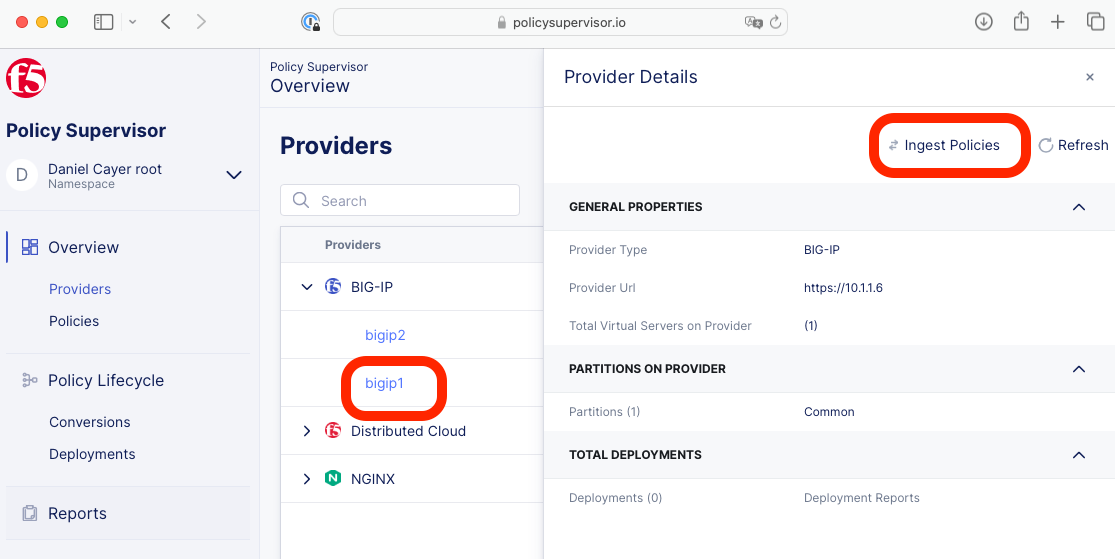 policysupervisor.io
f5
Policy Supervisor
D
Daniel Cayer root
Namespace
Overview
Providers
Policies
Policy Lifecycle
Conversions
Deployments
Reports
Policy Supervisor
Overview
Providers
Search
Providers
BIG-IP
bigip2
bigip1
Distributed Cloud
NGINX
Provider Details
Ingest Policies
Refresh
GENERAL PROPERTIES
Provider Type BIG-IP
Provider Url https://10.1.1.6
Total Virtual Servers on Provider (1)
PARTITIONS ON PROVIDER
Partitions (1) Common
TOTAL DEPLOYMENTS
Deployments (0) Deployment Reports